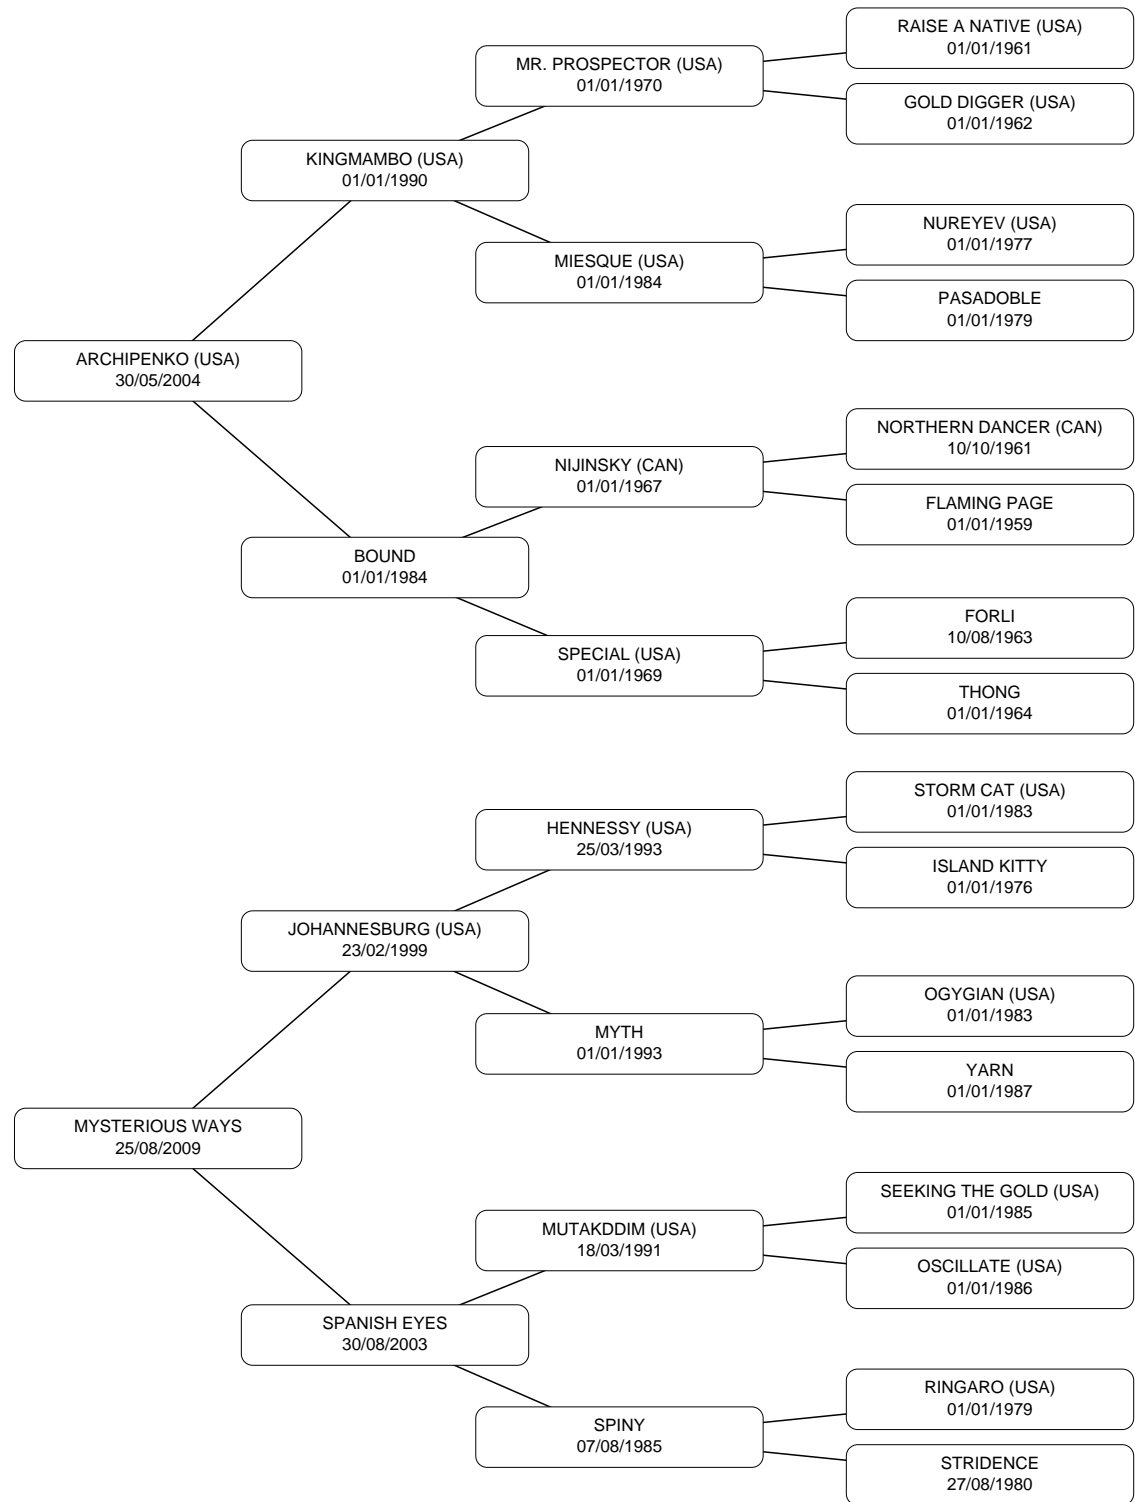 RAISE A NATIVE (USA)
01/01/1961
MR. PROSPECTOR (USA)
01/01/1970
GOLD DIGGER (USA)
01/01/1962
KINGMAMBO (USA)
01/01/1990
NUREYEV (USA)
01/01/1977
MIESQUE (USA)
01/01/1984
PASADOBLE
01/01/1979
ARCHIPENKO (USA)
30/05/2004
NORTHERN DANCER (CAN)
10/10/1961
NIJINSKY (CAN)
01/01/1967
FLAMING PAGE
01/01/1959
BOUND
01/01/1984
FORLI
10/08/1963
SPECIAL (USA)
01/01/1969
THONG
01/01/1964
STORM CAT (USA)
01/01/1983
HENNESSY (USA)
25/03/1993
ISLAND KITTY
01/01/1976
JOHANNESBURG (USA)
23/02/1999
OGYGIAN (USA)
01/01/1983
MYTH
01/01/1993
YARN
01/01/1987
MYSTERIOUS WAYS
25/08/2009
SEEKING THE GOLD (USA)
01/01/1985
MUTAKDDIM (USA)
18/03/1991
OSCILLATE (USA)
01/01/1986
SPANISH EYES
30/08/2003
RINGARO (USA)
01/01/1979
SPINY
07/08/1985
STRIDENCE
27/08/1980